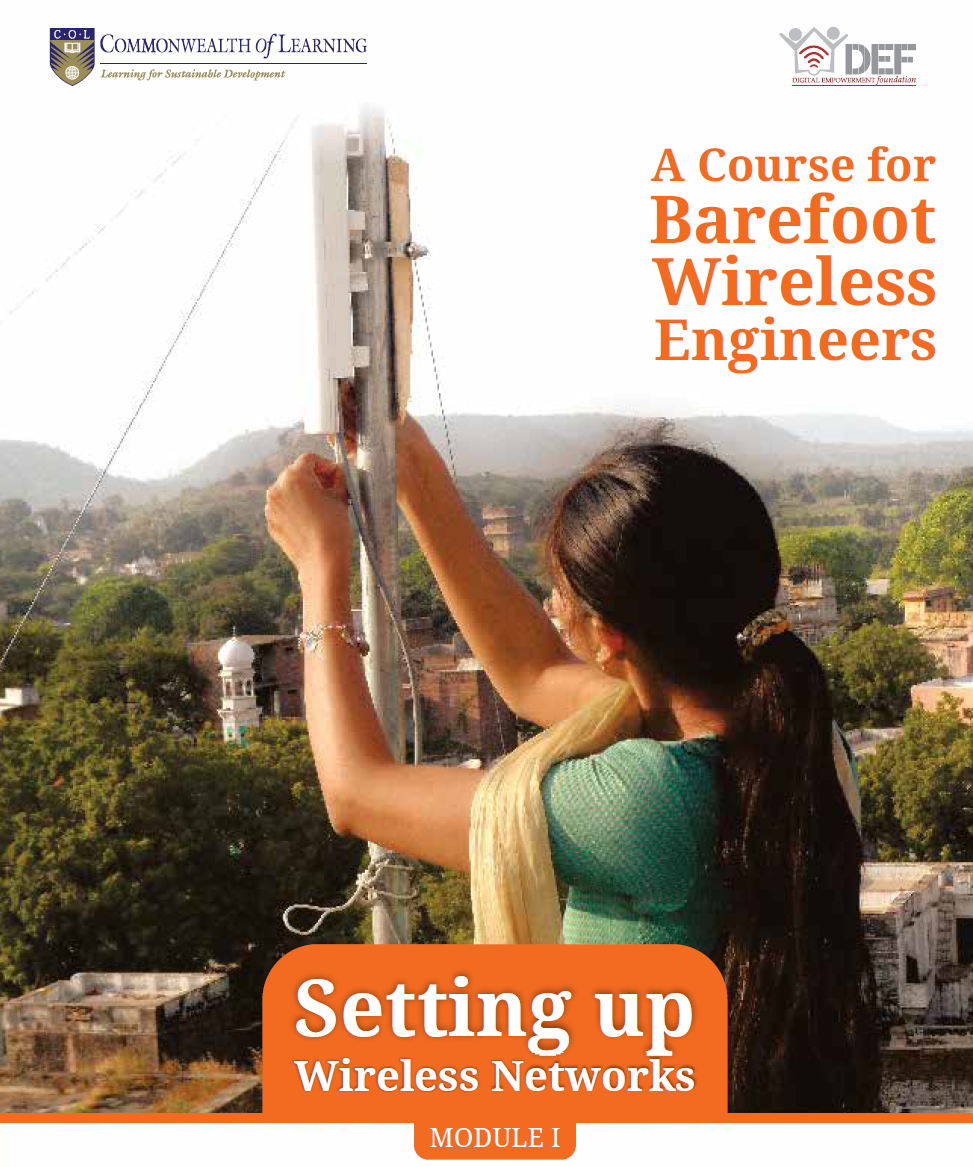 C·O·L
COMMONWEALTH of LEARNING
Learning for Sustainable Development
DEF
DIGITAL EMPOWERMENT foundation
A Course for
Barefoot
Wireless
Engineers
Setting up
Wireless Networks
MODULE I